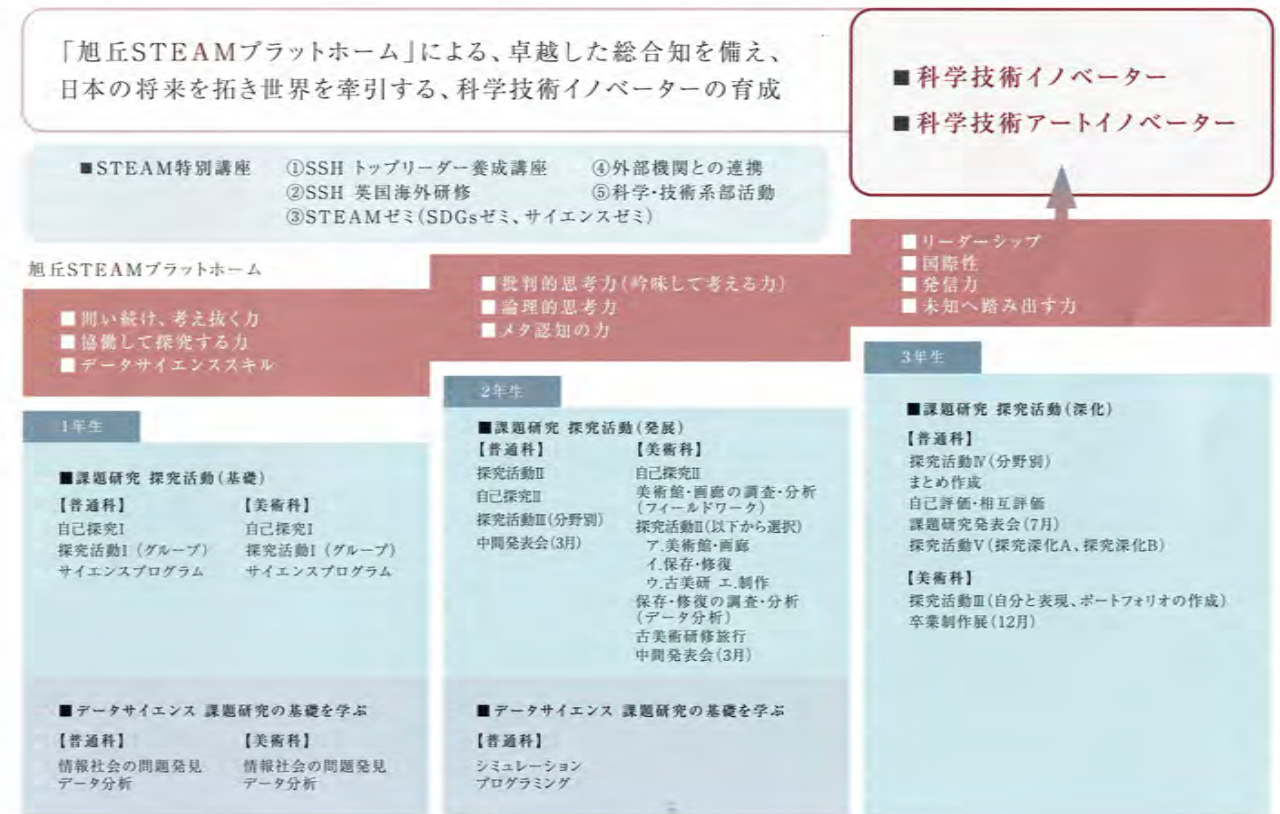 「旭丘STEAMプラットホーム」による、卓越した総合知を備え、
日本の将来を拓き世界を牽引する、科学技術イノベーターの育成
■科学技術イノベーター
■科学技術アートイノベーター
■STEAM特別講座
①SSH トップリーダー養成講座
②SSH 英国海外研修
③STEAMゼミ(SDGsゼミ、サイエンスゼミ)
④外部機関との連携
⑤科学・技術系部活動
旭丘STEAMプラットホーム
■問い続け、考え抜く力
■協働して探究する力
■データサイエンススキル
■批判的思考力(吟味して考える力)
■論理的思考力
■メタ認知の力
■リーダーシップ
■国際性
■発信力
■未知へ踏み出す力
1年生
■課題研究 探究活動(基礎)
【普通科】
自己探究I
探究活動I (グループ)
サイエンスプログラム
【美術科】
自己探究I
探究活動I (グループ)
サイエンスプログラム
■データサイエンス 課題研究の基礎を学ぶ
【普通科】
情報社会の問題発見
データ分析
【美術科】
情報社会の問題発見
データ分析
2年生
■課題研究 探究活動(発展)
【普通科】
探究活動Ⅱ
自己探究Ⅱ
探究活動Ⅲ(分野別)
中間発表会(3月)
【美術科】
自己探究Ⅱ
美術館・画廊の調査・分析
(フィールドワーク)
探究活動Ⅱ(以下から選択)
ア.美術館・画廊
イ.保存・修復
ウ.古美研 エ.制作
保存・修復の調査・分析
(データ分析)
古美術研修旅行
中間発表会(3月)
■データサイエンス 課題研究の基礎を学ぶ
【普通科】
シミュレーション
プログラミング
3年生
■課題研究 探究活動(深化)
【普通科】
探究活動Ⅳ(分野別)
まとめ作成
自己評価・相互評価
課題研究発表会(7月)
探究活動Ⅴ(探究深化A、探究深化B)
【美術科】
探究活動Ⅲ(自分と表現、ポートフォリオの作成)
卒業制作展(12月)